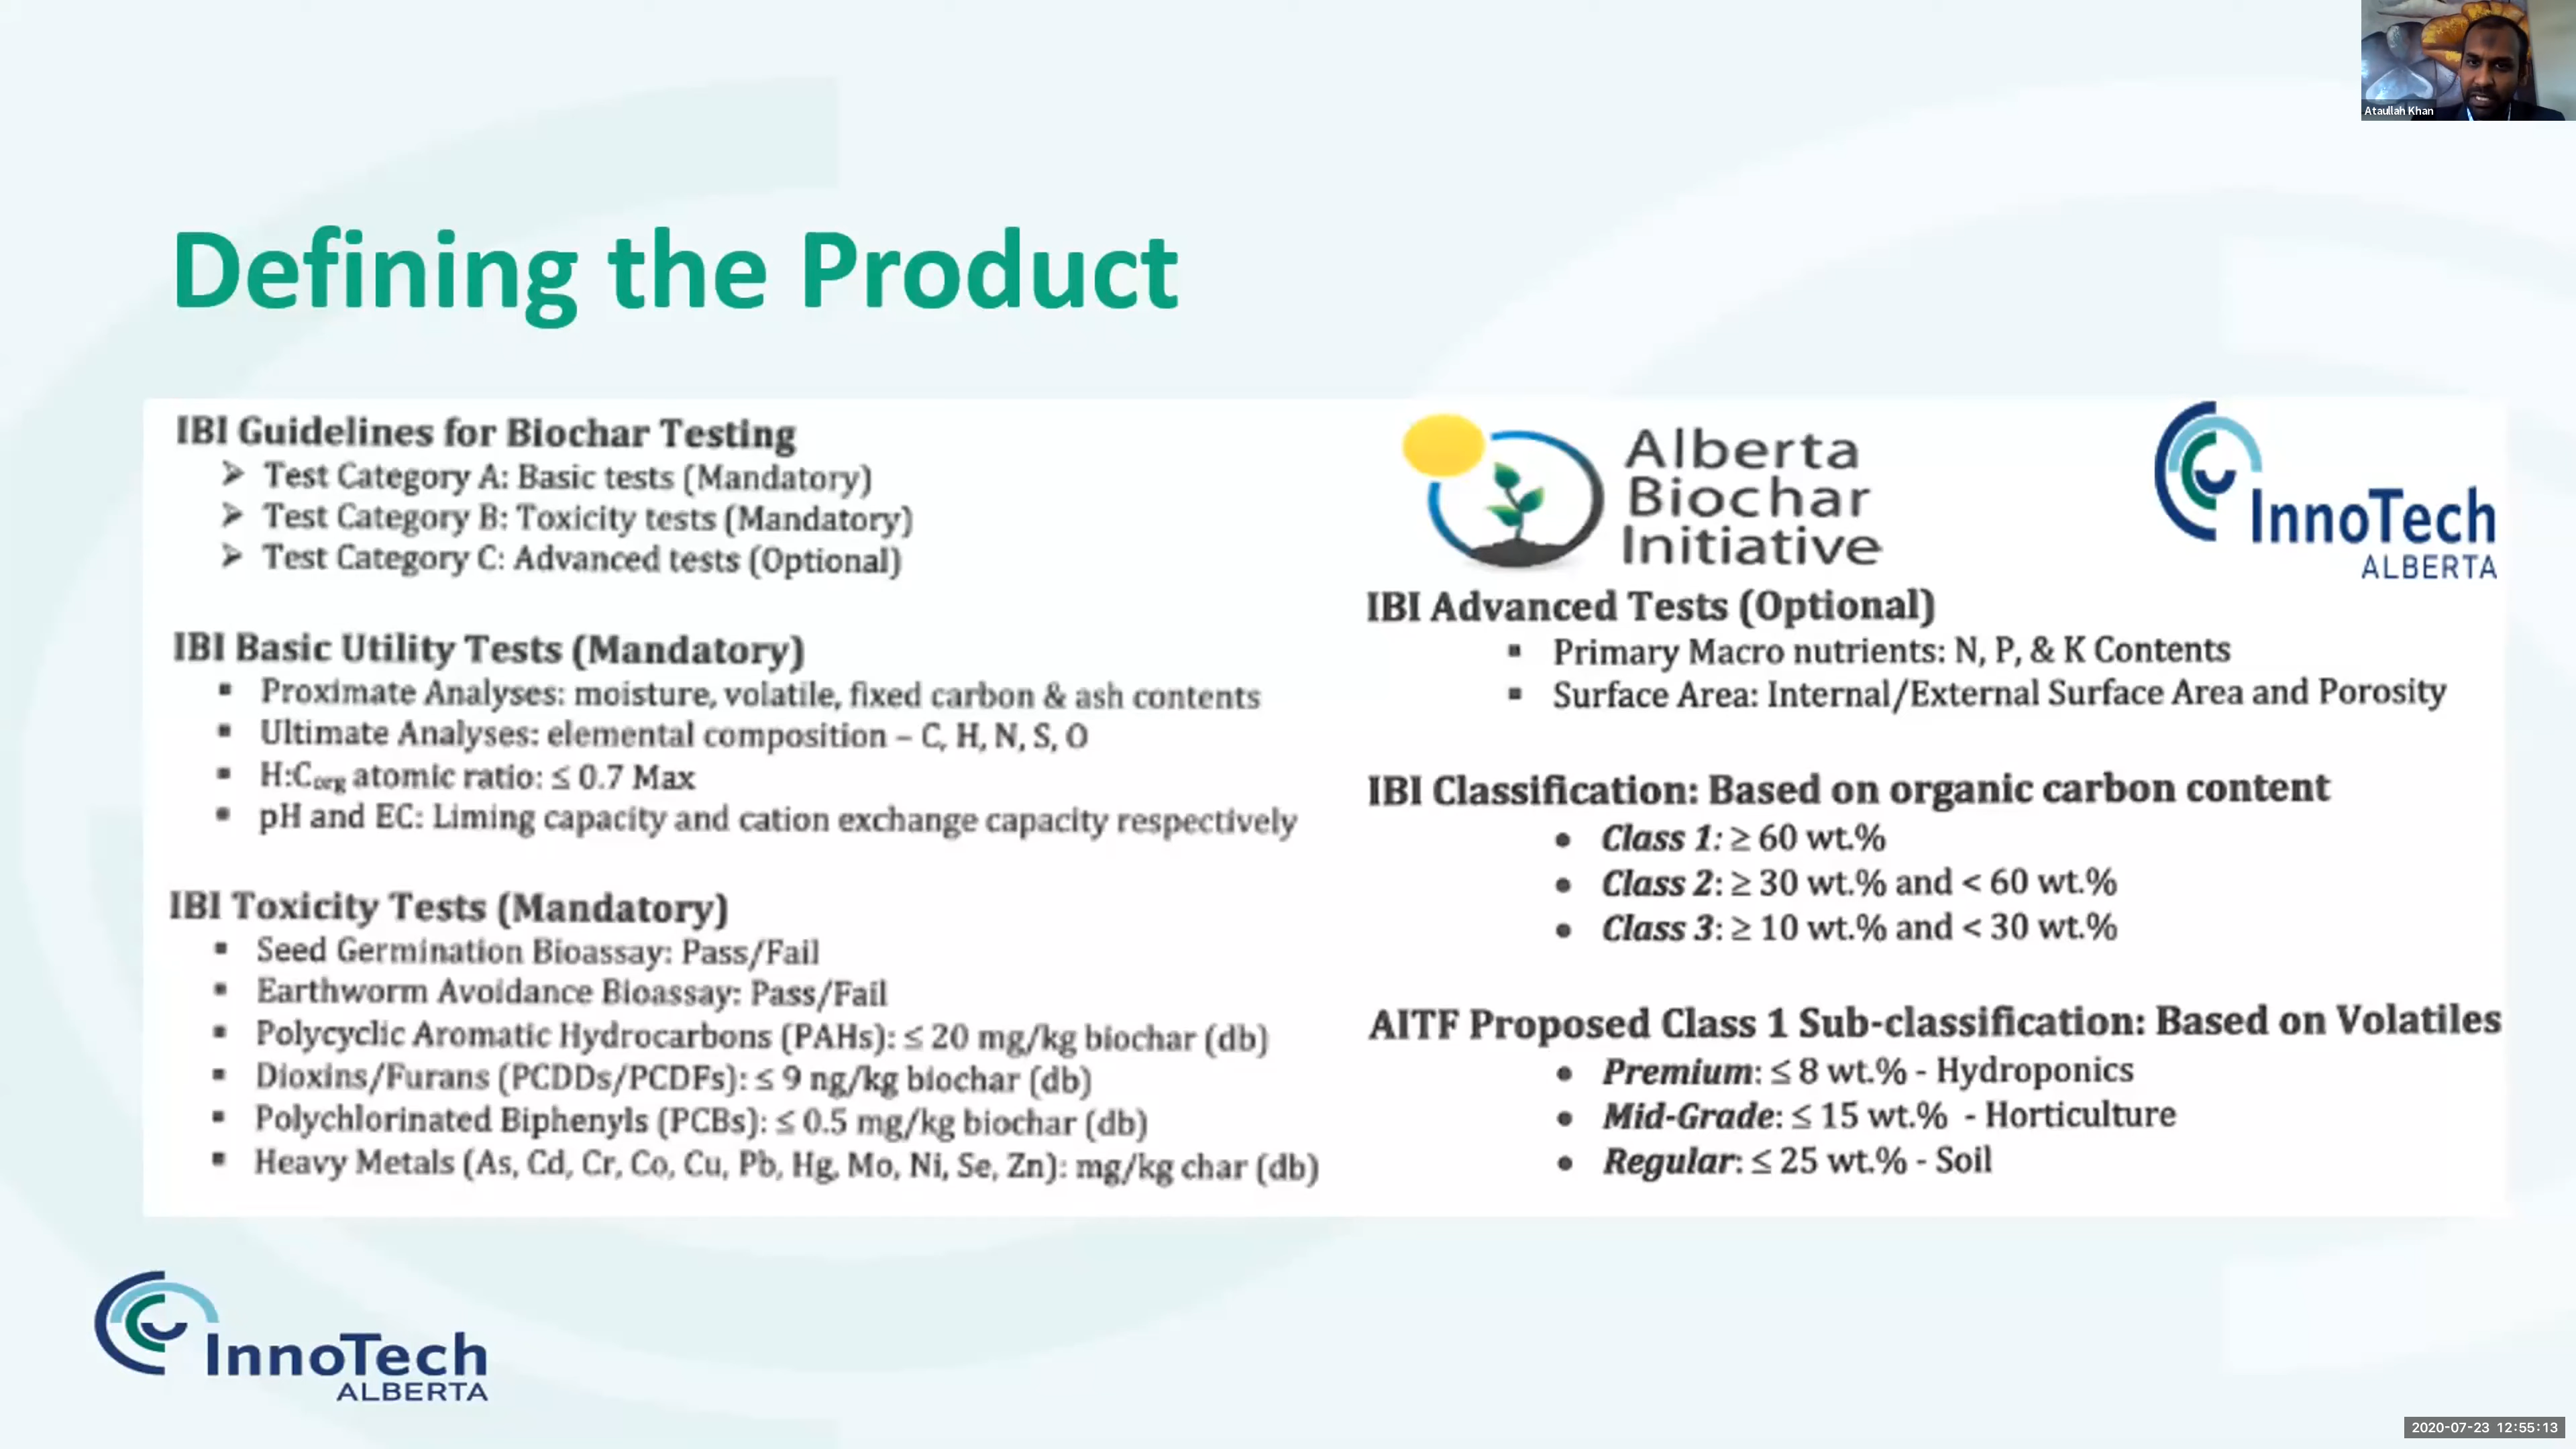 Ataullah Khan
Defining the Product
IBI Guidelines for Biochar Testing
➤ Test Category A: Basic tests (Mandatory)
➤ Test Category B: Toxicity tests (Mandatory)
➤ Test Category C: Advanced tests (Optional)
IBI Basic Utility Tests (Mandatory)
▪ Proximate Analyses: moisture, volatile, fixed carbon & ash contents
▪ Ultimate Analyses: elemental composition – C, H, N, S, O
▪ H:Corg atomic ratio: ≤ 0.7 Max
▪ pH and EC: Liming capacity and cation exchange capacity respectively
IBI Toxicity Tests (Mandatory)
▪ Seed Germination Bioassay: Pass/Fail
▪ Earthworm Avoidance Bioassay: Pass/Fail
▪ Polycyclic Aromatic Hydrocarbons (PAHs): ≤ 20 mg/kg biochar (db)
▪ Dioxins/Furans (PCDDs/PCDFs): ≤ 9 ng/kg biochar (db)
▪ Polychlorinated Biphenyls (PCBs): ≤ 0.5 mg/kg biochar (db)
▪ Heavy Metals (As, Cd, Cr, Co, Cu, Pb, Hg, Mo, Ni, Se, Zn): mg/kg char (db)
Alberta
Biochar
Initiative
InnoTech
ALBERTA
IBI Advanced Tests (Optional)
▪ Primary Macro nutrients: N, P, & K Contents
▪ Surface Area: Internal/External Surface Area and Porosity
IBI Classification: Based on organic carbon content
• Class 1: ≥ 60 wt.%
• Class 2: ≥ 30 wt.% and < 60 wt.%
• Class 3: ≥ 10 wt.% and < 30 wt.%
AITF Proposed Class 1 Sub-classification: Based on Volatiles
• Premium: ≤ 8 wt.% - Hydroponics
• Mid-Grade: ≤ 15 wt.% - Horticulture
• Regular: ≤ 25 wt.% - Soil
InnoTech
ALBERTA
2020-07-23 12:55:13